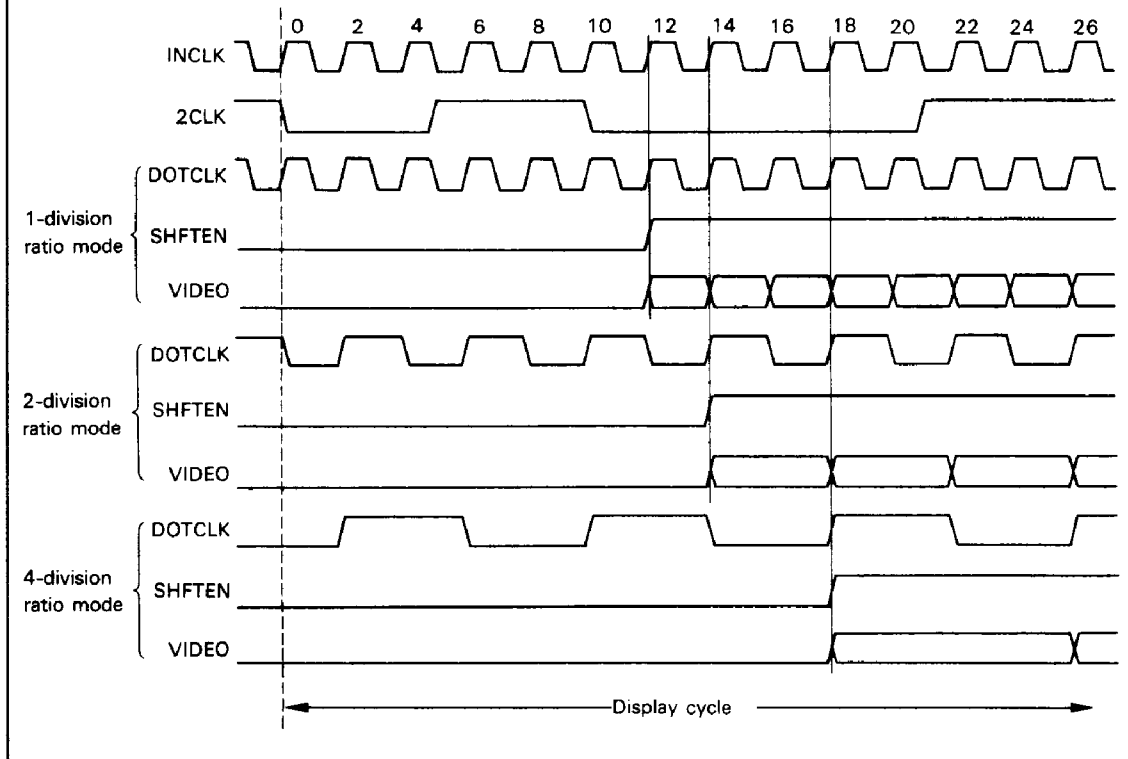 0 2 4 6 8 10 12 14 16 18 20 22 24 26
INCLK
2CLK
1-division
ratio mode
DOTCLK
SHFTEN
VIDEO
2-division
ratio mode
DOTCLK
SHFTEN
VIDEO
4-division
ratio mode
DOTCLK
SHFTEN
VIDEO
Display cycle